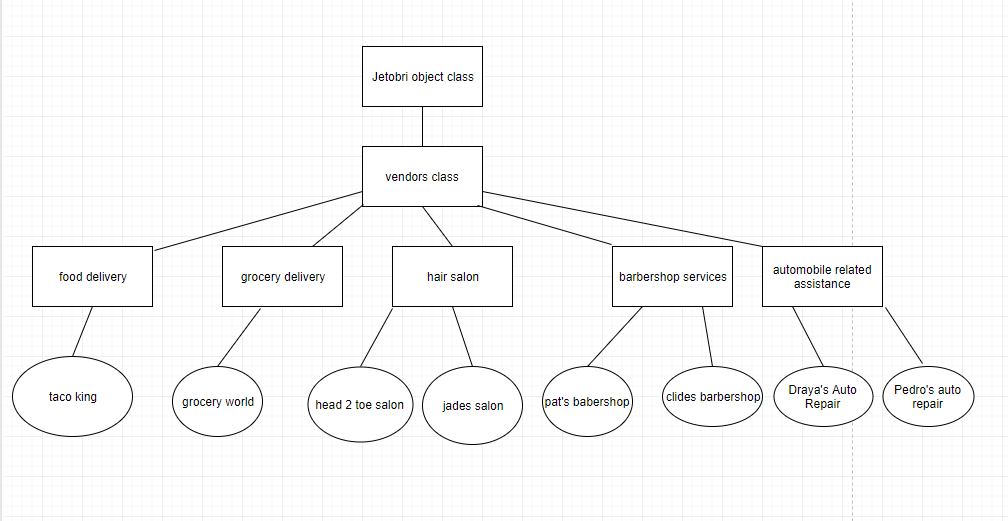 Jetobri object class
vendors class
food delivery
grocery delivery
hair salon
barbershop services
automobile related
assistance
taco king
grocery world
head 2 toe salon
jades salon
pat's babershop
clides barbershop
Draya's Auto
Repair
Pedro's auto
repair